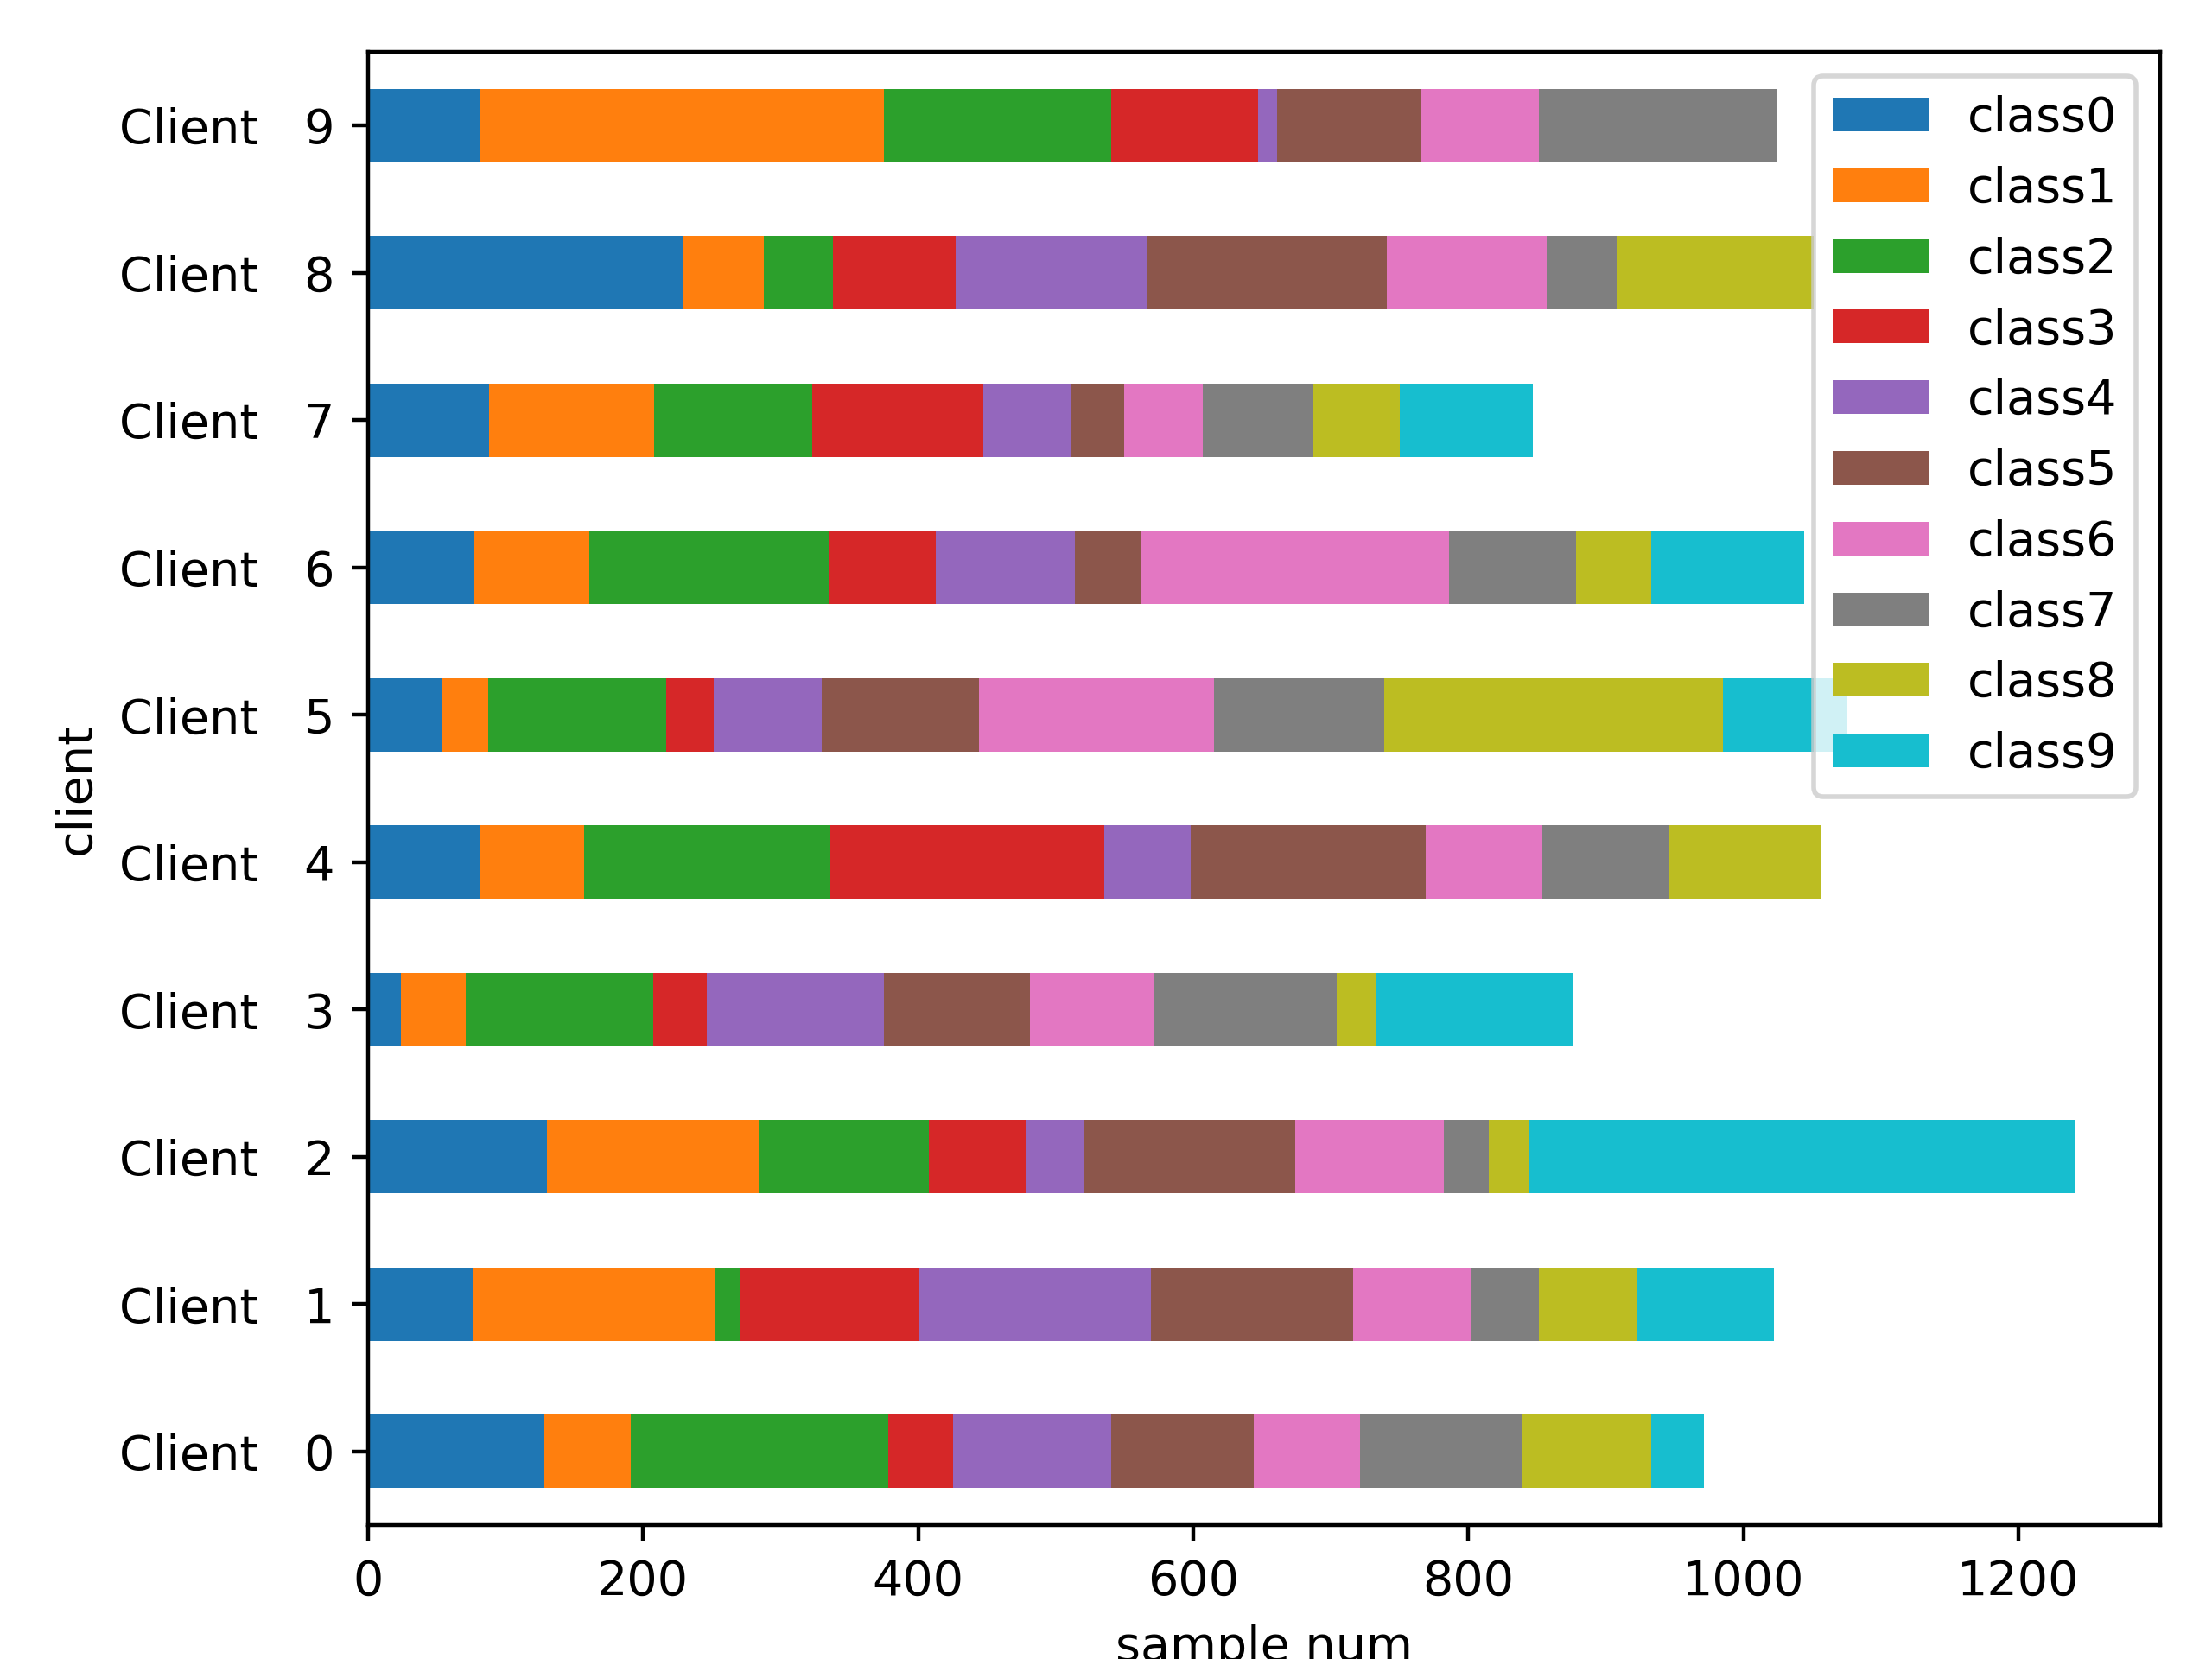 client
Client 9
Client 8
Client 7
Client 6
Client 5
Client 4
Client 3
Client 2
Client 1
Client 0
class0
class1
class2
class3
class4
class5
class6
class7
class8
class9
0 200 400 600 800 1000 1200
sample num